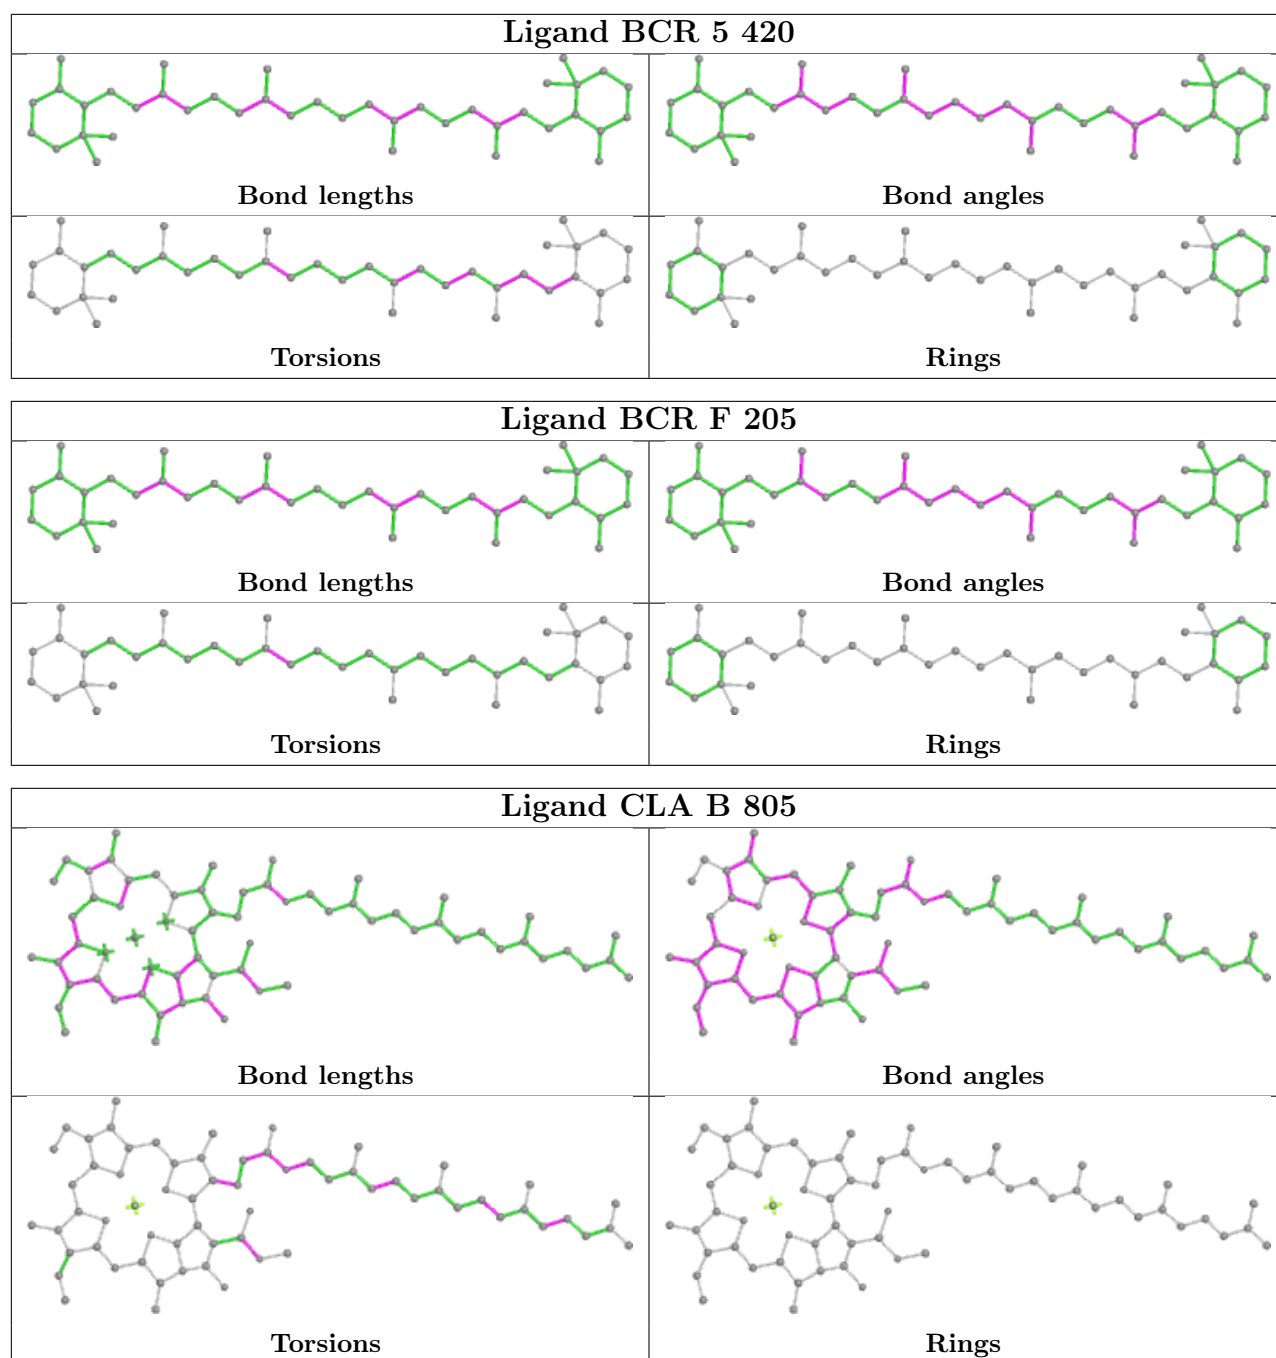 Ligand BCR 5 420
Bond lengths
Bond angles
Torsions
Rings
Ligand BCR F 205
Bond lengths
Bond angles
Torsions
Rings
Ligand CLA B 805
Bond lengths
Bond angles
Torsions
Rings